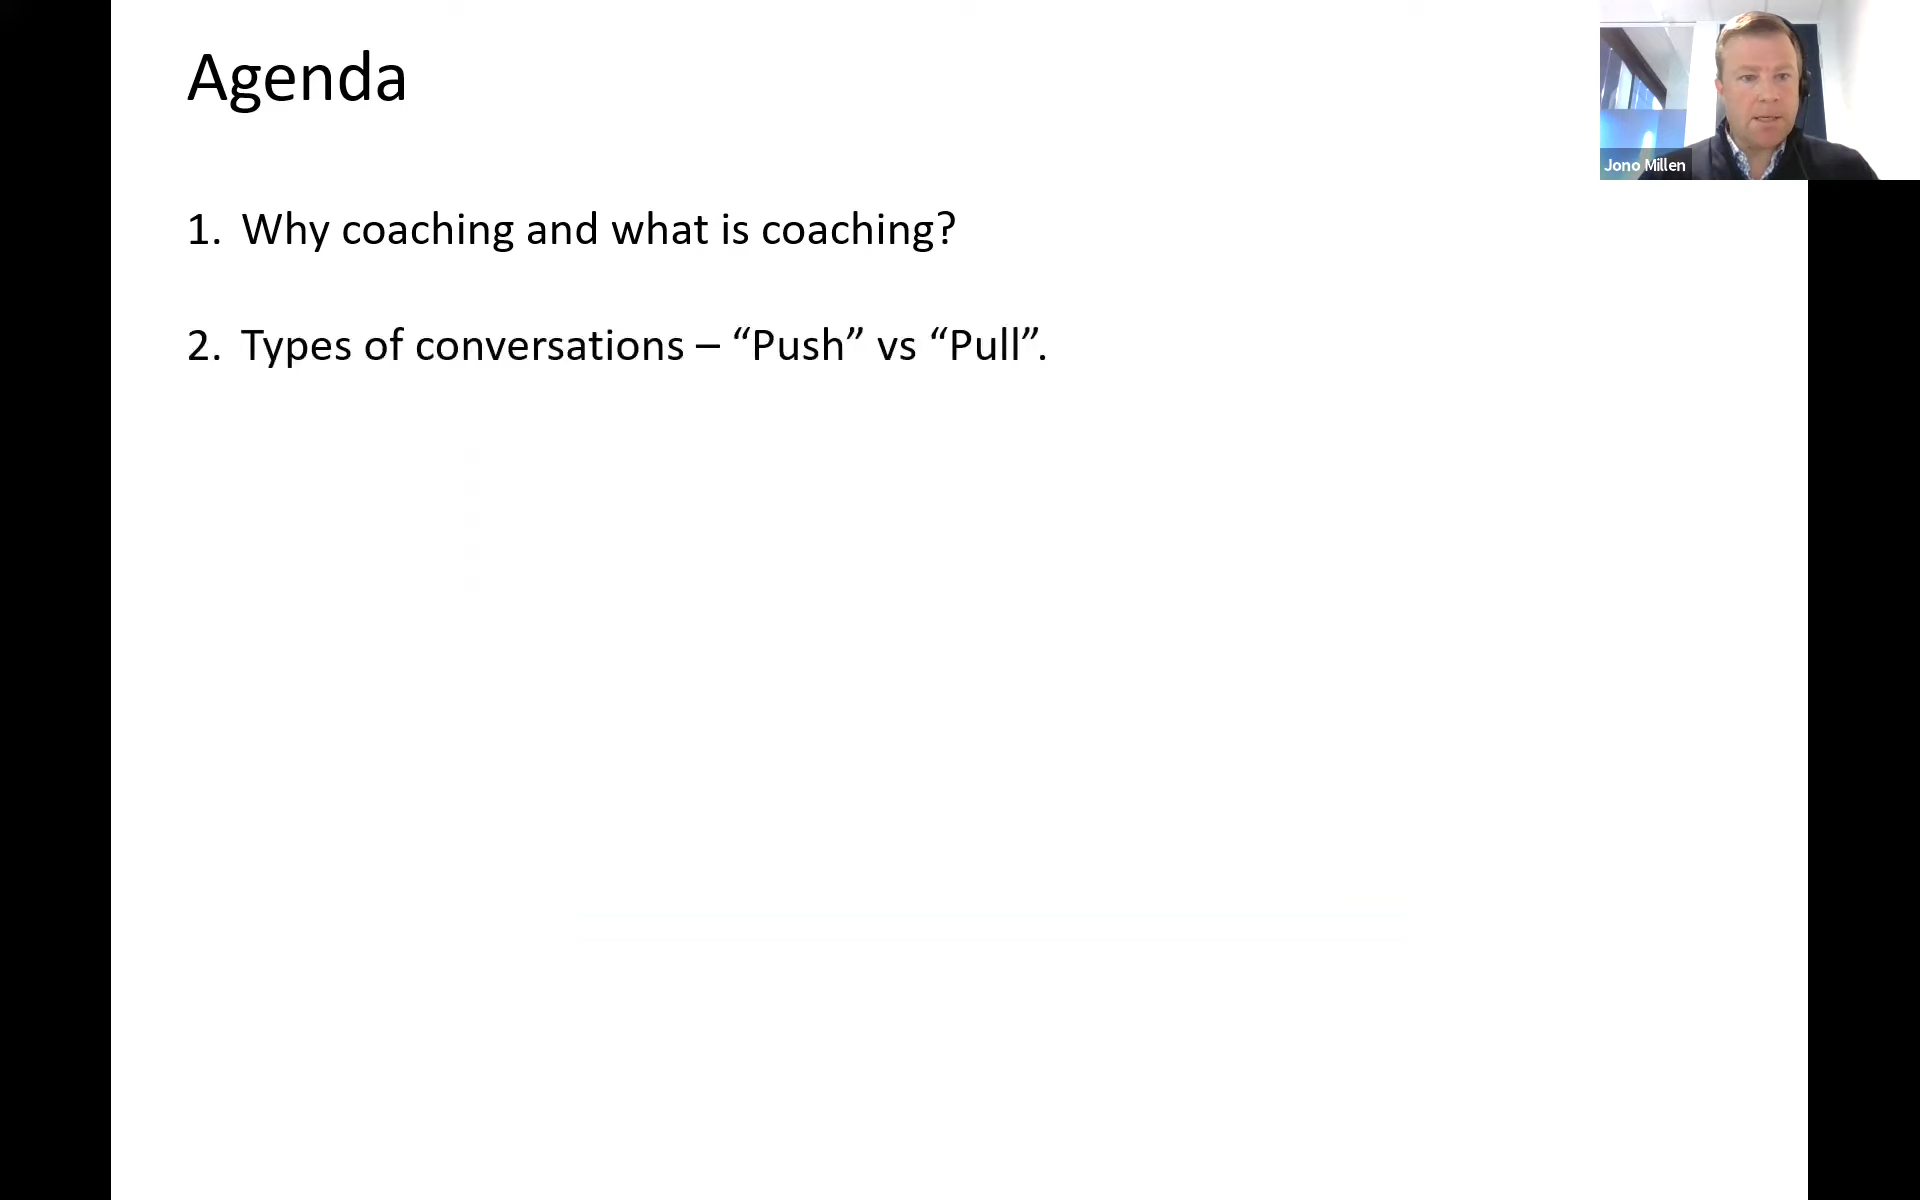 Agenda
Jono Millen
1. Why coaching and what is coaching?
2. Types of conversations – “Push” vs “Pull”.